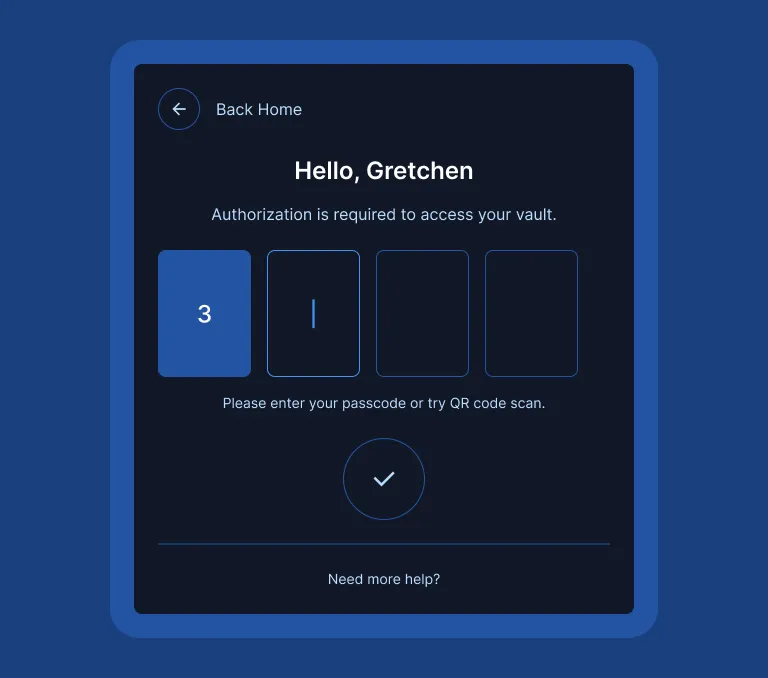 Back Home
Hello, Gretchen
Authorization is required to access your vault.
3
Please enter your passcode or try QR code scan.
Need more help?